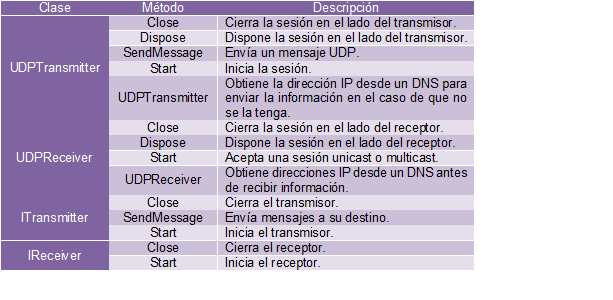 Clase Método Descripción
UDPTransmitter
Close Cierra la sesión en el lado del transmisor.
Dispose Dispone la sesión en el lado del transmisor.
SendMessage Envía un mensaje UDP.
Start Inicia la sesión.
UDPTransmitter Obtiene la dirección IP desde un DNS para
enviar la información en el caso de que no
se la tenga.
UDPReceiver
Close Cierra la sesión en el lado del receptor.
Dispose Dispone la sesión en el lado del receptor.
Start Acepta una sesión unicast o multicast.
UDPReceiver Obtiene direcciones IP desde un DNS antes
de recibir información.
ITransmitter
Close Cierra el transmisor.
SendMessage Envía mensajes a su destino.
Start Inicia el transmisor.
IReceiver
Close Cierra el receptor.
Start Inicia el receptor.